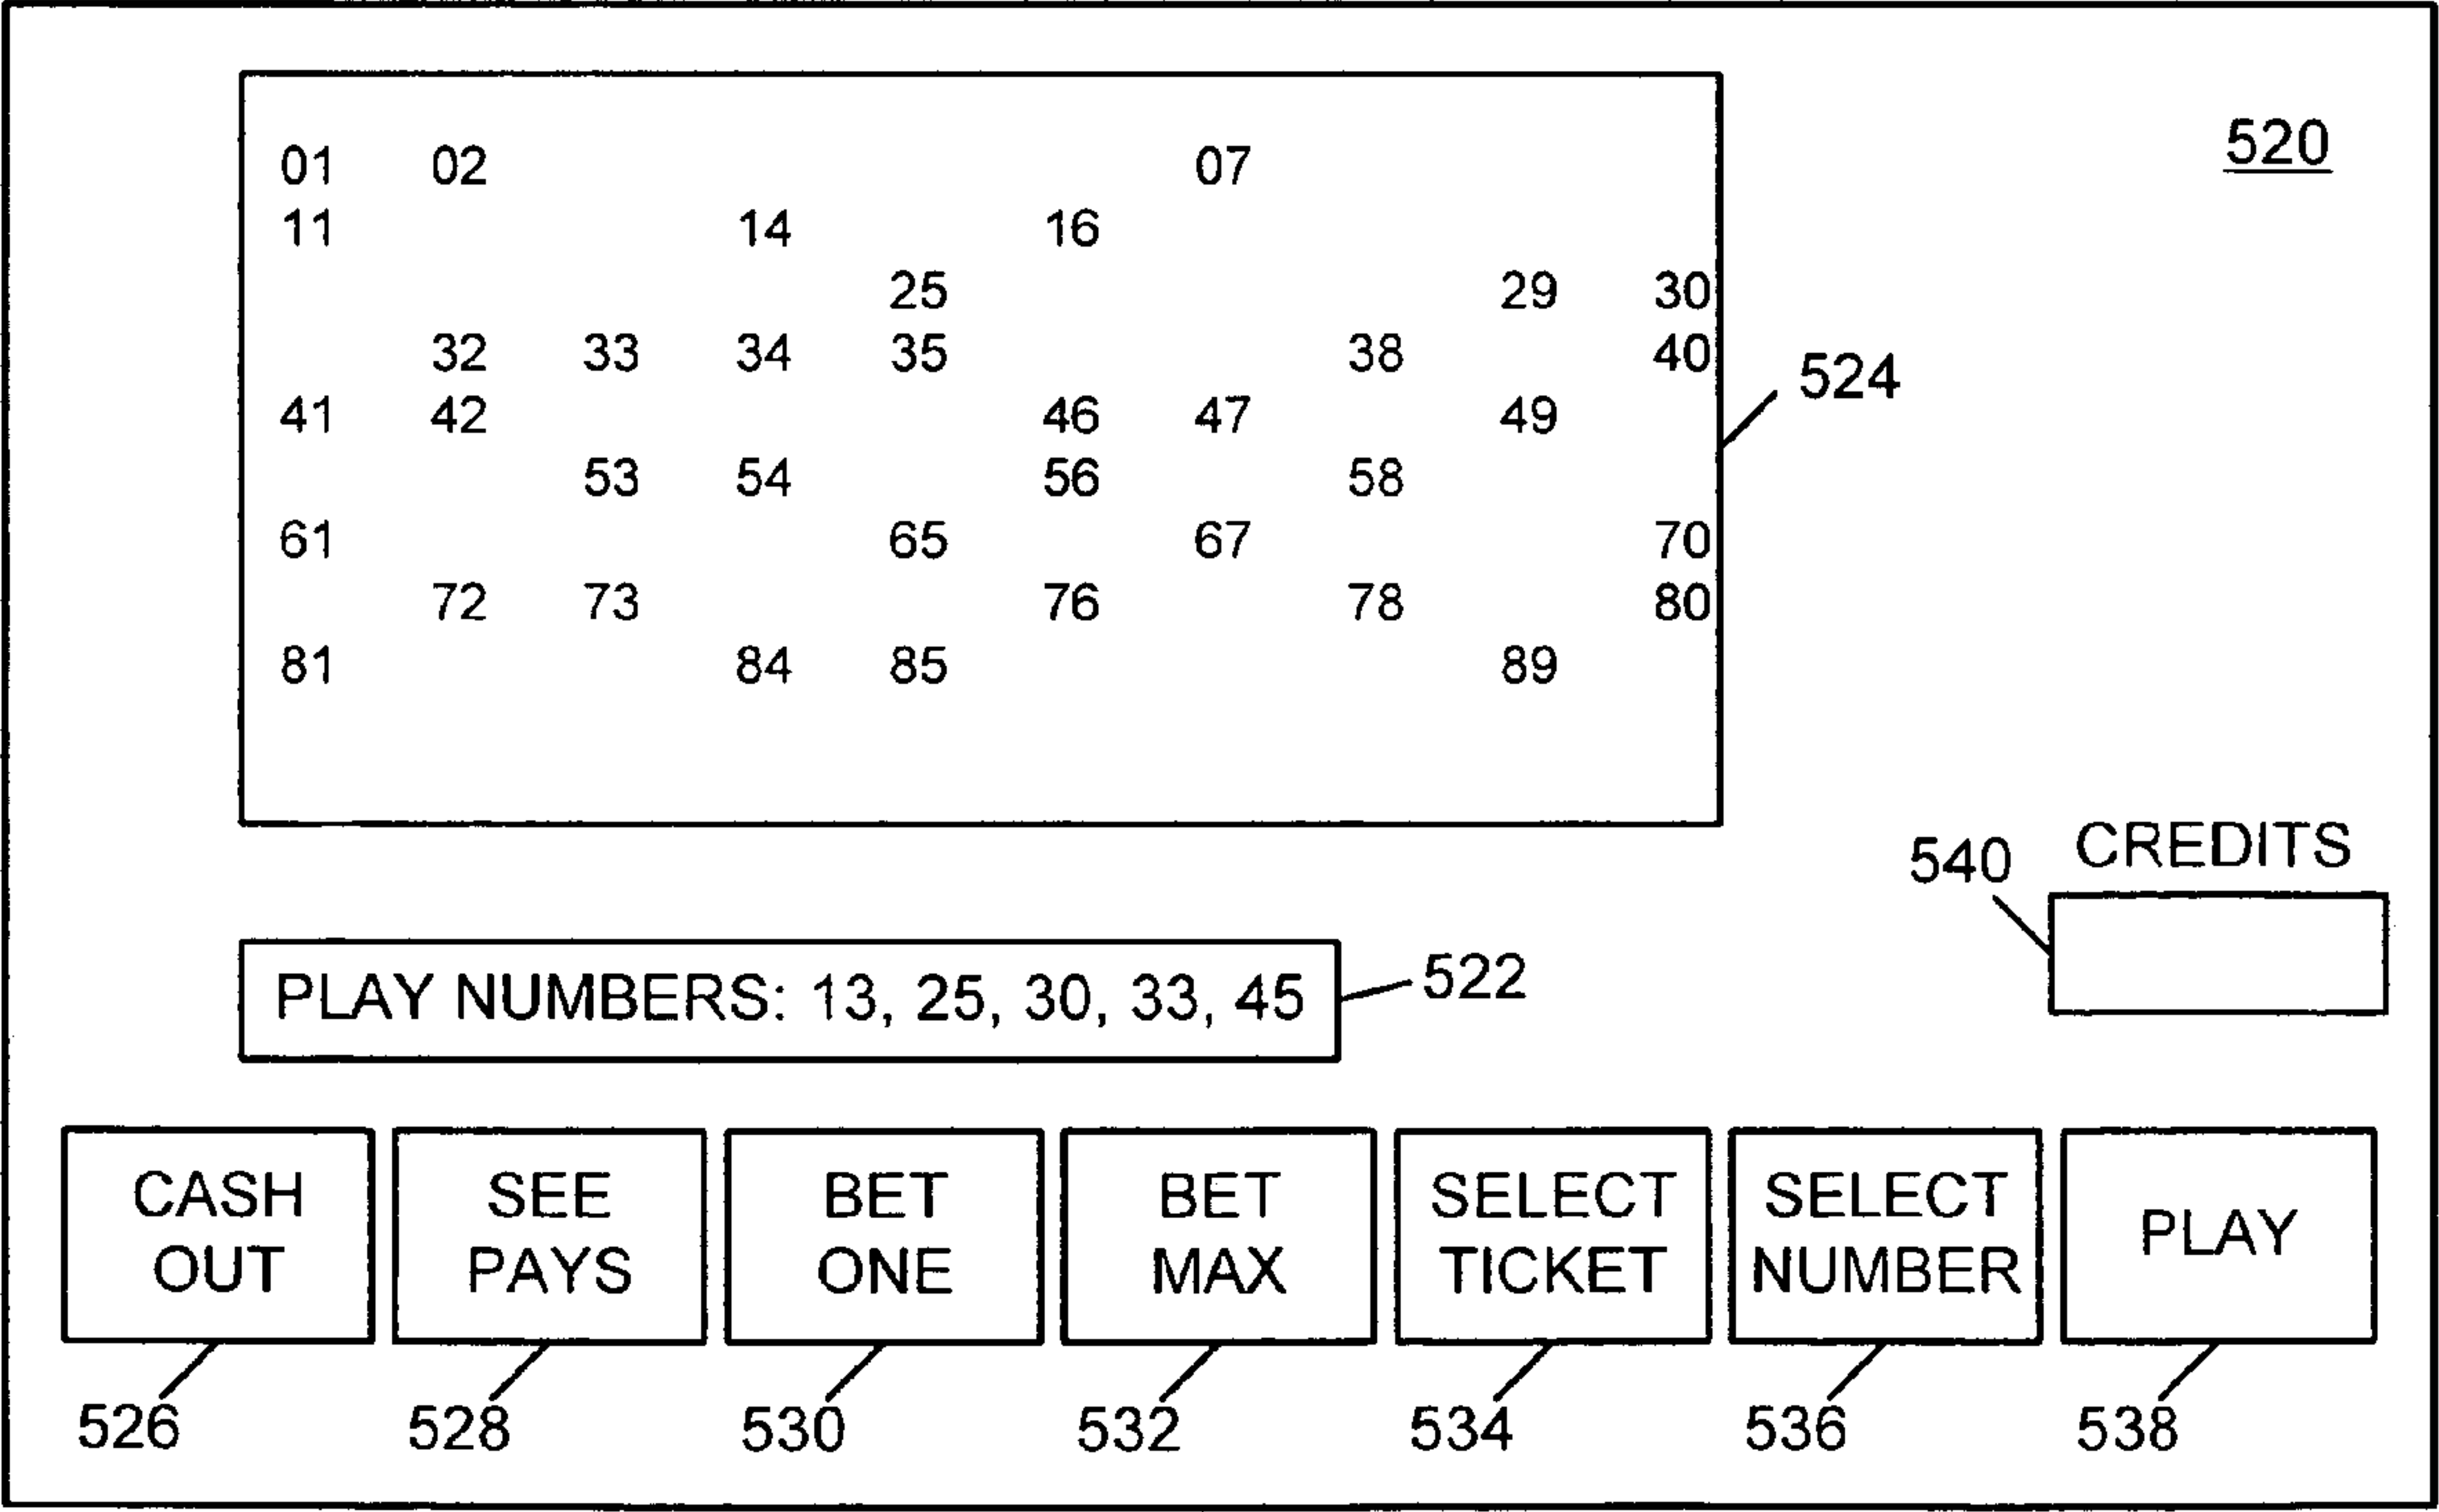 520
01 02 07
11 14 16
25 29 30
32 33 34 35 38 40
41 42 46 47 49
53 54 56 58
61 65 67 70
72 73 76 78 80
81 84 85 89
524
540
CREDITS
PLAY NUMBERS: 13, 25, 30, 33, 45
522
CASH
OUT
SEE
PAYS
BET
ONE
BET
MAX
SELECT
TICKET
SELECT
NUMBER
PLAY
526 528 530 532 534 536 538